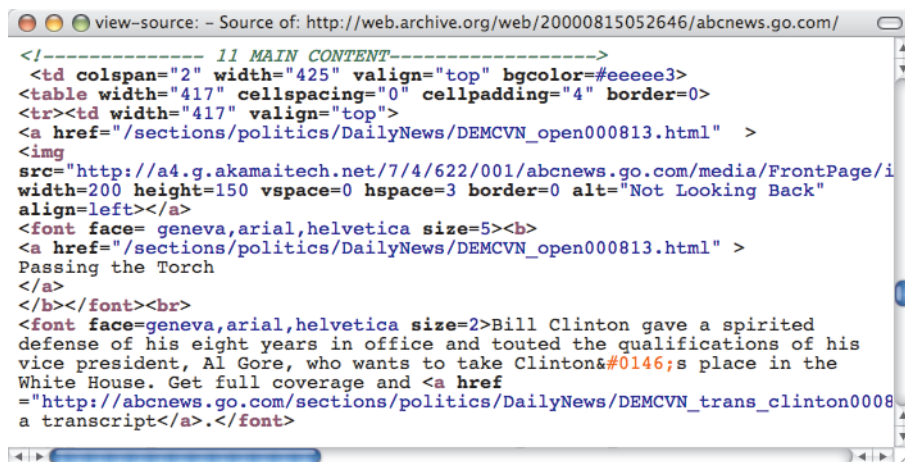 view-source: - Source of: http://web.archive.org/web/20000815052646/abcnews.go.com/
<!-------------- 11 MAIN CONTENT------------------->
<td colspan="2" width="425" valign="top" bgcolor=#eeeee3>
<table width="417" cellspacing="0" cellpadding="4" border=0>
<tr><td width="417" valign="top">
<a href="/sections/politics/DailyNews/DEMCVN_open000813.html"  >
<img
src="http://a4.g.akamaitech.net/7/4/622/001/abcnews.go.com/media/FrontPage/i
width=200 height=150 vspace=0 hspace=3 border=0 alt="Not Looking Back"
align=left></a>
<font face= geneva,arial,helvetica size=5><b>
<a href="/sections/politics/DailyNews/DEMCVN_open000813.html" >
Passing the Torch
</a>
</b></font><br>
<font face=geneva,arial,helvetica size=2>Bill Clinton gave a spirited
defense of his eight years in office and touted the qualifications of his
vice president, Al Gore, who wants to take Clinton&#0146;s place in the
White House. Get full coverage and <a href
="http://abcnews.go.com/sections/politics/DailyNews/DEMCVN_trans_clinton0008
a transcript</a>.</font>